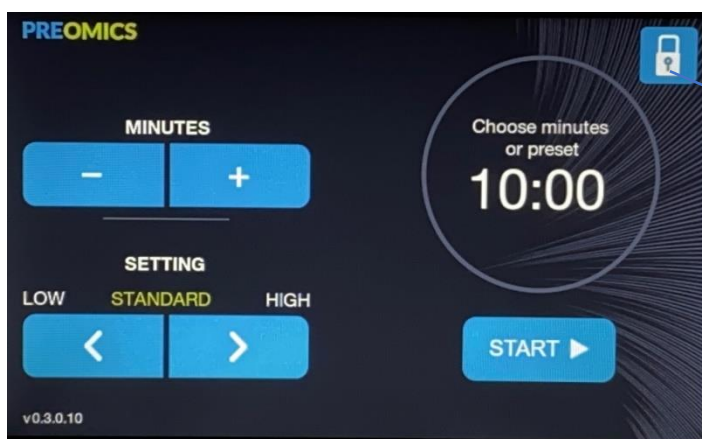 PREOMICS
MINUTES
− +
Choose minutes
or preset
10:00
SETTING
LOW STANDARD HIGH
< >
START ▶
v0.3.0.10